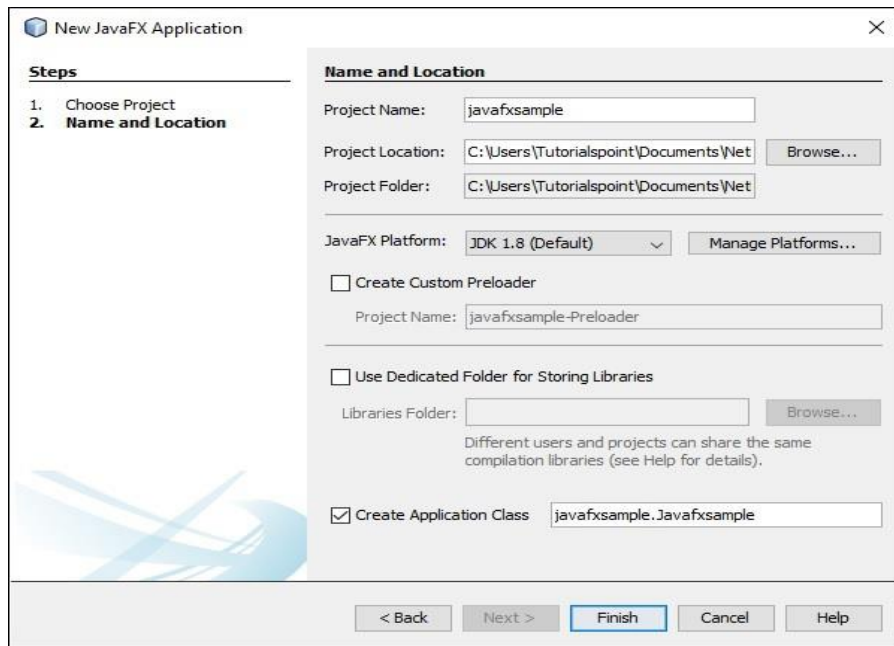 New JavaFX Application
Steps
1. Choose Project
2. Name and Location
Name and Location
Project Name: javafxsample
Project Location: C:\Users\Tutorialspoint\Documents\Net Browse...
Project Folder: C:\Users\Tutorialspoint\Documents\Net
JavaFX Platform: JDK 1.8 (Default) Manage Platforms...
Create Custom Preloader
Project Name: javafxsample-Preloader
Use Dedicated Folder for Storing Libraries
Libraries Folder: Browse...
Different users and projects can share the same
compilation libraries (see Help for details).
Create Application Class javafxsample.Javafxsample
< Back Next > Finish Cancel Help